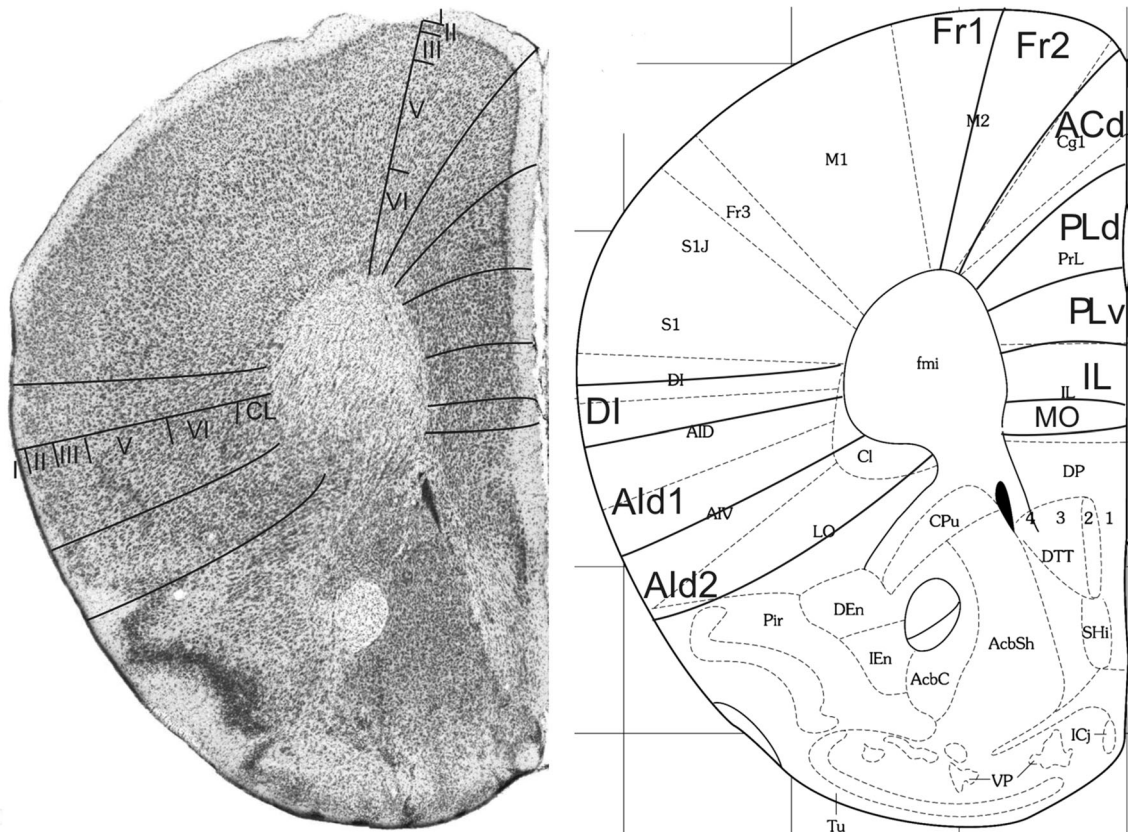 II
III
V
VI
I
II
III
V
VI
CL
Fr1
Fr2
M2
ACd
Cg1
M1
Fr3
PLd
S1J
PrL
S1
PLv
fmi
DI
IL
IL
DI
MO
AID
Cl
DP
AId1
AIV
CPu
4 3 2 1
LO
DTT
AId2
DEn
Pir
SHi
AcbSh
IEn
AcbC
ICj
VP
Tu